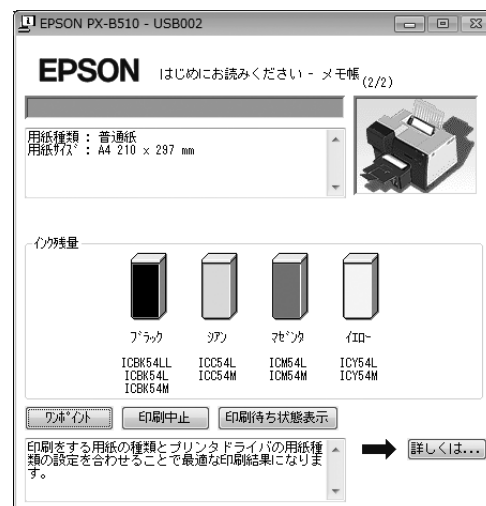 EPSON PX-B510 - USB002
EPSON はじめにお読みください - メモ帳 (2/2)
用紙種類 : 普通紙
用紙ｻｲｽﾞ : A4 210 x 297 mm
ｲﾝｸ残量
ﾌﾞﾗｯｸ ｼｱﾝ ﾏｾﾞﾝﾀ ｲｴﾛｰ
ICBK54LL ICC54L ICM54L ICY54L
ICBK54L ICC54M ICM54M ICY54M
ICBK54M
ﾜﾝﾎﾟｲﾝﾄ 印刷中止 印刷待ち状態表示
印刷をする用紙の種類とプリンタドライバの用紙種
類の設定を合わせることで最適な印刷結果になりま
す。
詳しくは...